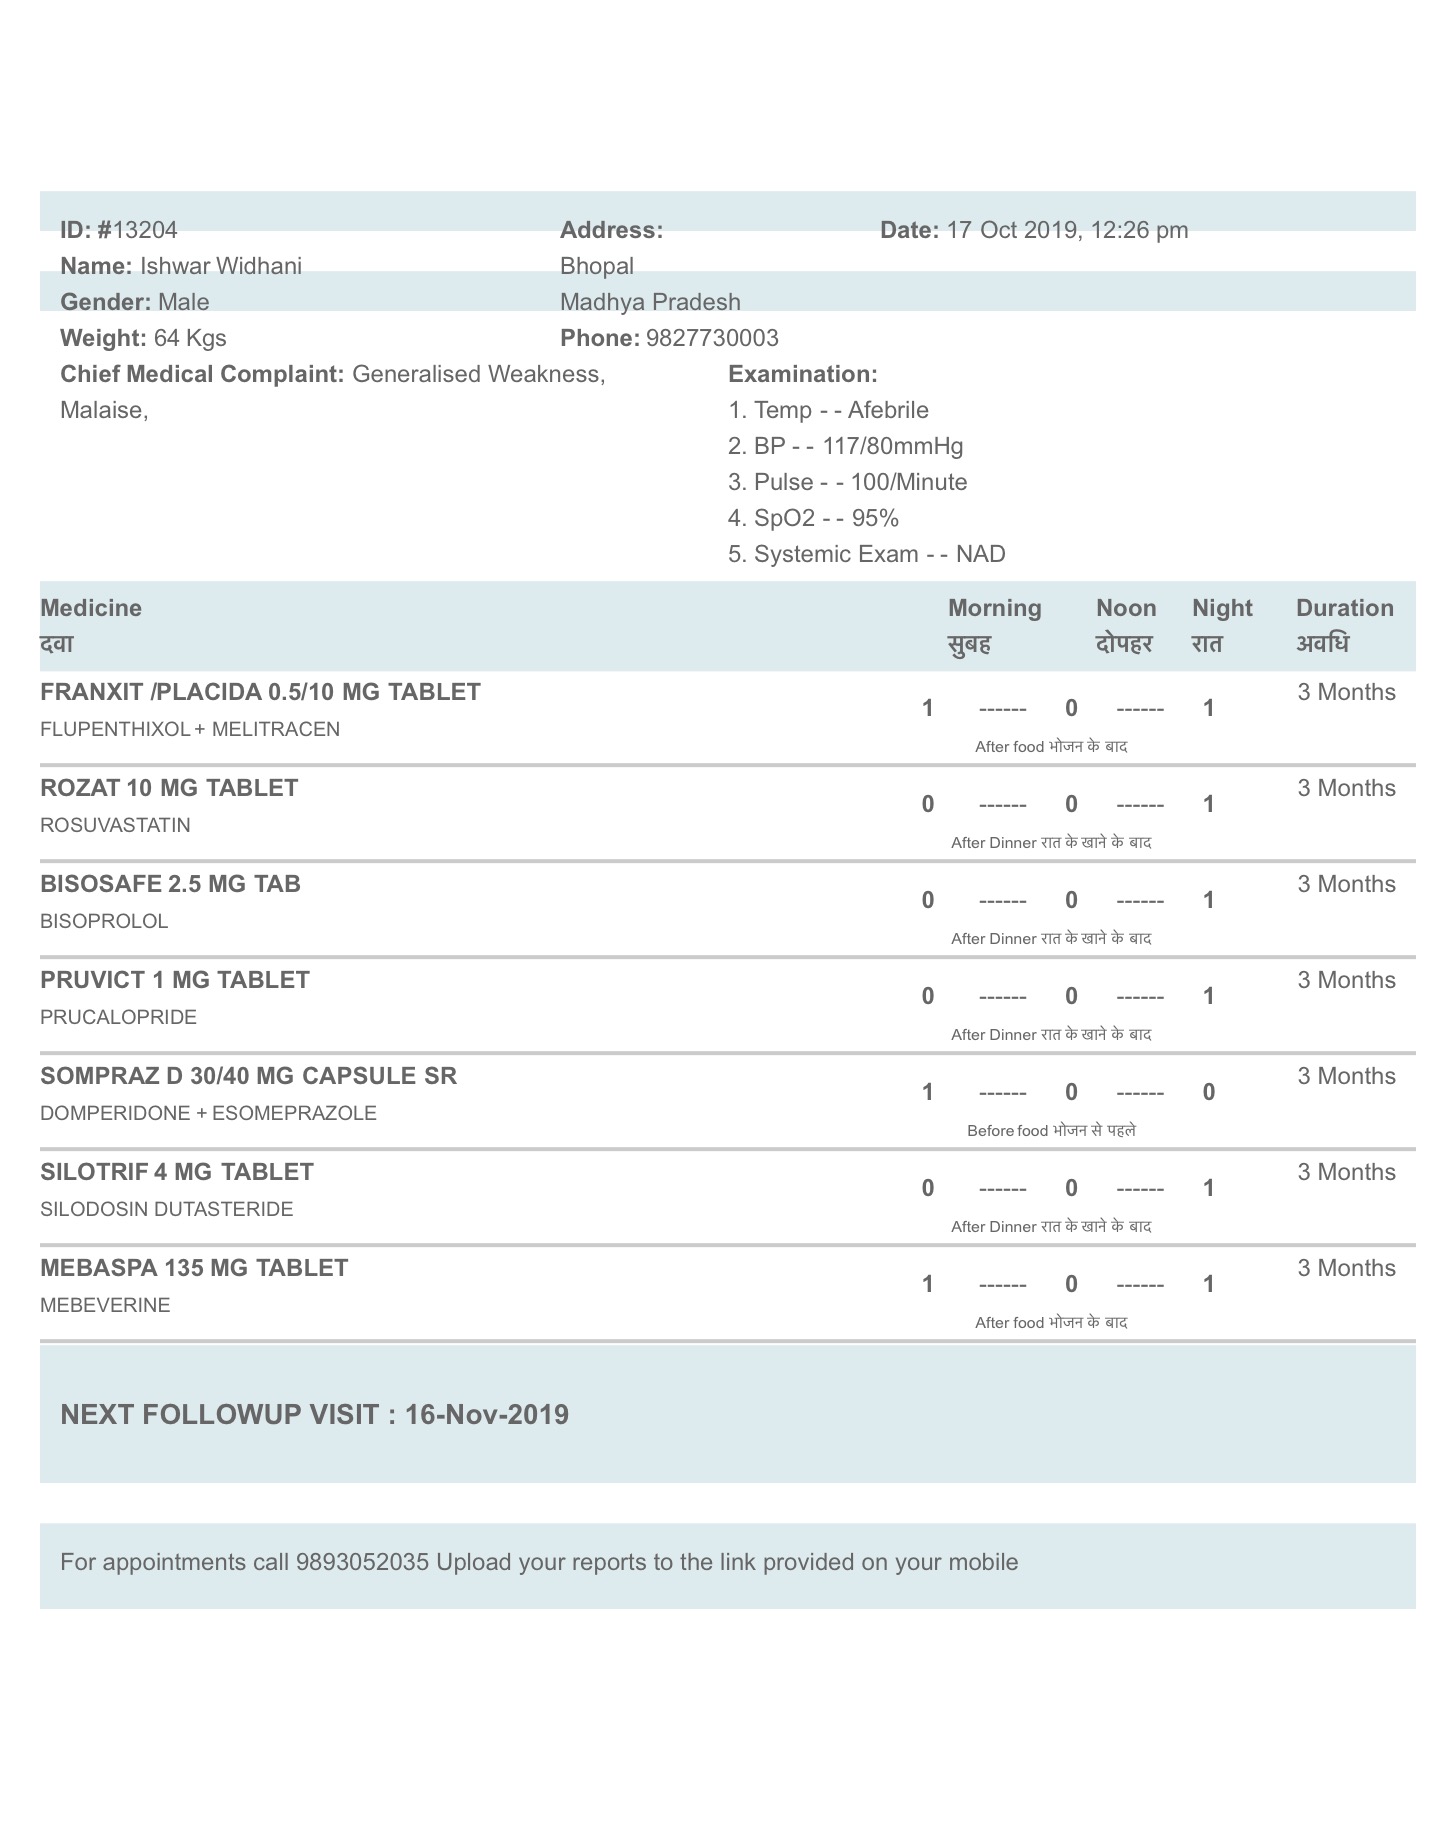 ID: #13204 Address: Date: 17 Oct 2019, 12:26 pm
Name: Ishwar Widhani Bhopal
Gender: Male Madhya Pradesh
Weight: 64 Kgs Phone: 9827730003
Chief Medical Complaint: Generalised Weakness, Examination:
Malaise, 1. Temp - - Afebrile
2. BP - - 117/80mmHg
3. Pulse - - 100/Minute
4. SpO2 - - 95%
5. Systemic Exam - - NAD
Medicine Morning Noon Night Duration
दवा सुबह दोपहर रात अवधि
FRANXIT /PLACIDA 0.5/10 MG TABLET 3 Months
1 ------ 0 ------ 1
FLUPENTHIXOL + MELITRACEN
After food भोजन के बाद
ROZAT 10 MG TABLET 3 Months
0 ------ 0 ------ 1
ROSUVASTATIN
After Dinner रात के खाने के बाद
BISOSAFE 2.5 MG TAB 3 Months
0 ------ 0 ------ 1
BISOPROLOL
After Dinner रात के खाने के बाद
PRUVICT 1 MG TABLET 3 Months
0 ------ 0 ------ 1
PRUCALOPRIDE
After Dinner रात के खाने के बाद
SOMPRAZ D 30/40 MG CAPSULE SR 3 Months
1 ------ 0 ------ 0
DOMPERIDONE + ESOMEPRAZOLE
Before food भोजन से पहले
SILOTRIF 4 MG TABLET 3 Months
0 ------ 0 ------ 1
SILODOSIN DUTASTERIDE
After Dinner रात के खाने के बाद
MEBASPA 135 MG TABLET 3 Months
1 ------ 0 ------ 1
MEBEVERINE
After food भोजन के बाद
NEXT FOLLOWUP VISIT : 16-Nov-2019
For appointments call 9893052035 Upload your reports to the link provided on your mobile